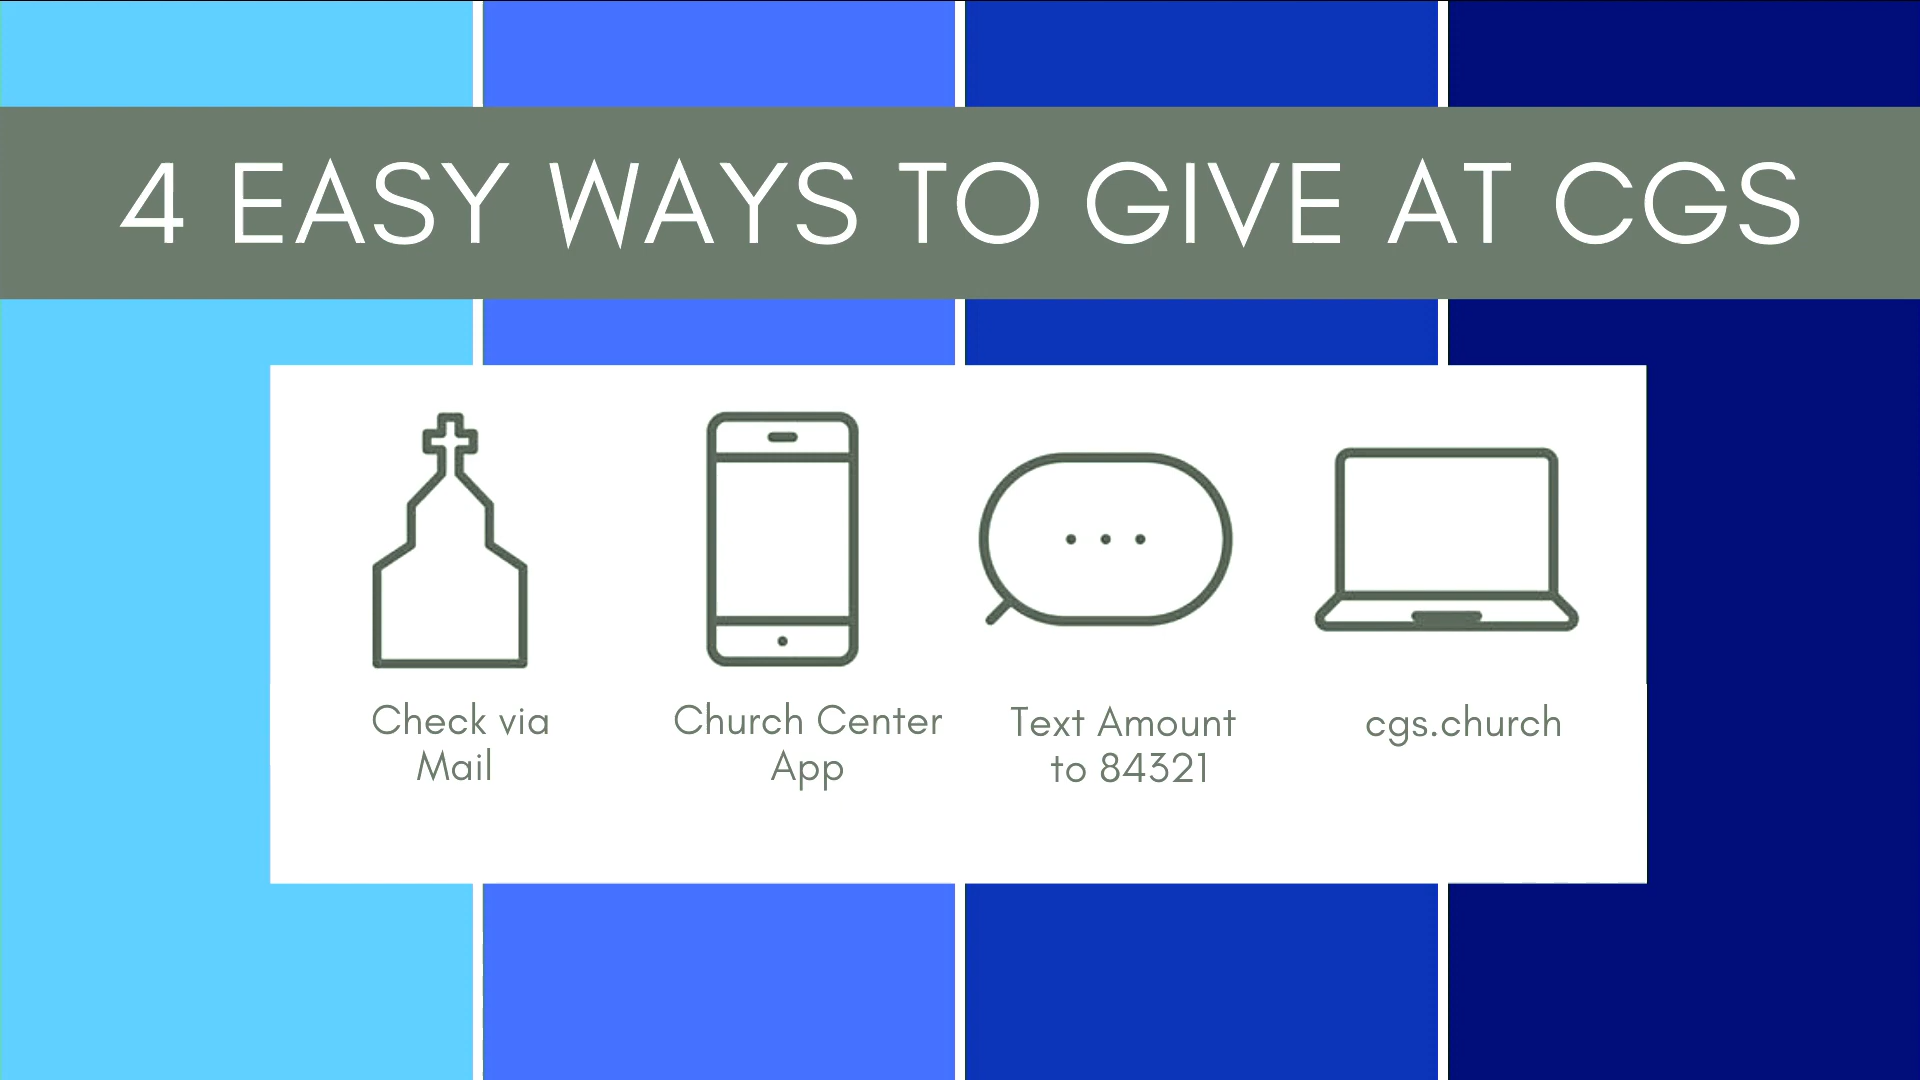 4 EASY WAYS TO GIVE AT CGS
Check via
Mail
Church Center
App
Text Amount
to 84321
cgs.church